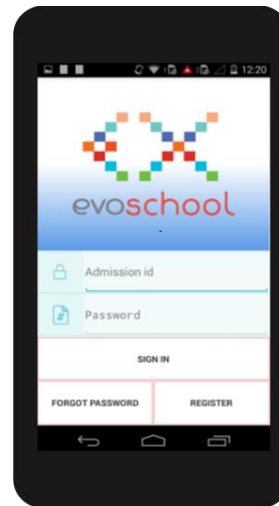 12:20
evoschool
Admission id
Password
SIGN IN
FORGOT PASSWORD
REGISTER